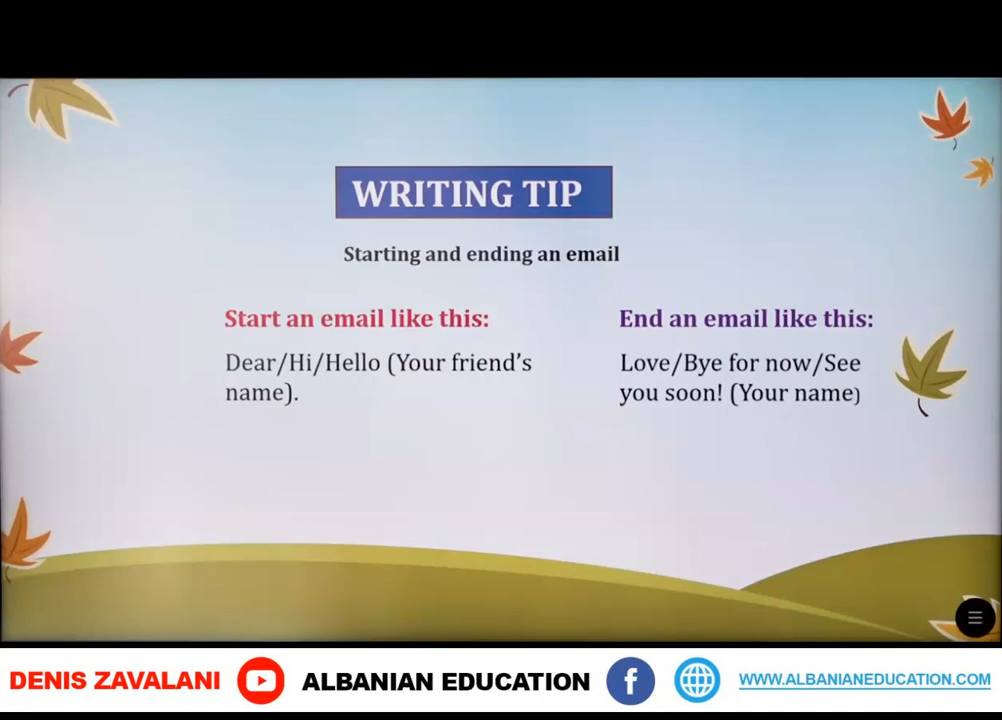 WRITING TIP
Starting and ending an email
Start an email like this:
Dear/Hi/Hello (Your friend’s
name).
End an email like this:
Love/Bye for now/See
you soon! (Your name)
DENIS ZAVALANI
ALBANIAN EDUCATION
WWW.ALBANIANEDUCATION.COM